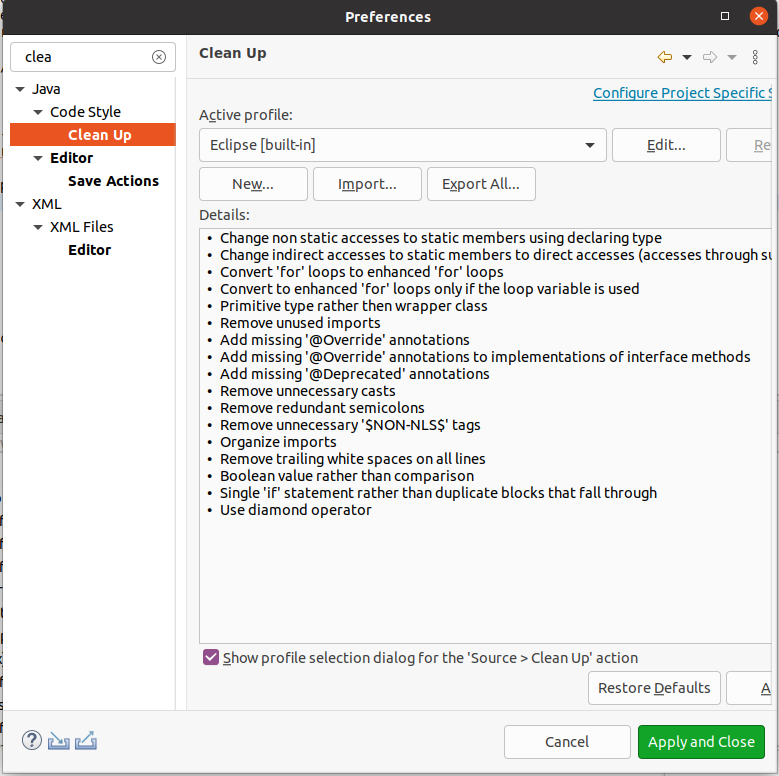 Preferences
clea
Clean Up
Java
Code Style
Clean Up
Editor
Save Actions
XML
XML Files
Editor
Configure Project Specific
Active profile:
Eclipse [built-in]
Edit...
Re
New...
Import...
Export All...
Details:
• Change non static accesses to static members using declaring type
• Change indirect accesses to static members to direct accesses (accesses through su
• Convert 'for' loops to enhanced 'for' loops
• Convert to enhanced 'for' loops only if the loop variable is used
• Primitive type rather then wrapper class
• Remove unused imports
• Add missing '@Override' annotations
• Add missing '@Override' annotations to implementations of interface methods
• Add missing '@Deprecated' annotations
• Remove unnecessary casts
• Remove redundant semicolons
• Remove unnecessary '$NON-NLS$' tags
• Organize imports
• Remove trailing white spaces on all lines
• Boolean value rather than comparison
• Single 'if' statement rather than duplicate blocks that fall through
• Use diamond operator
Show profile selection dialog for the 'Source > Clean Up' action
Restore Defaults
A
Cancel
Apply and Close